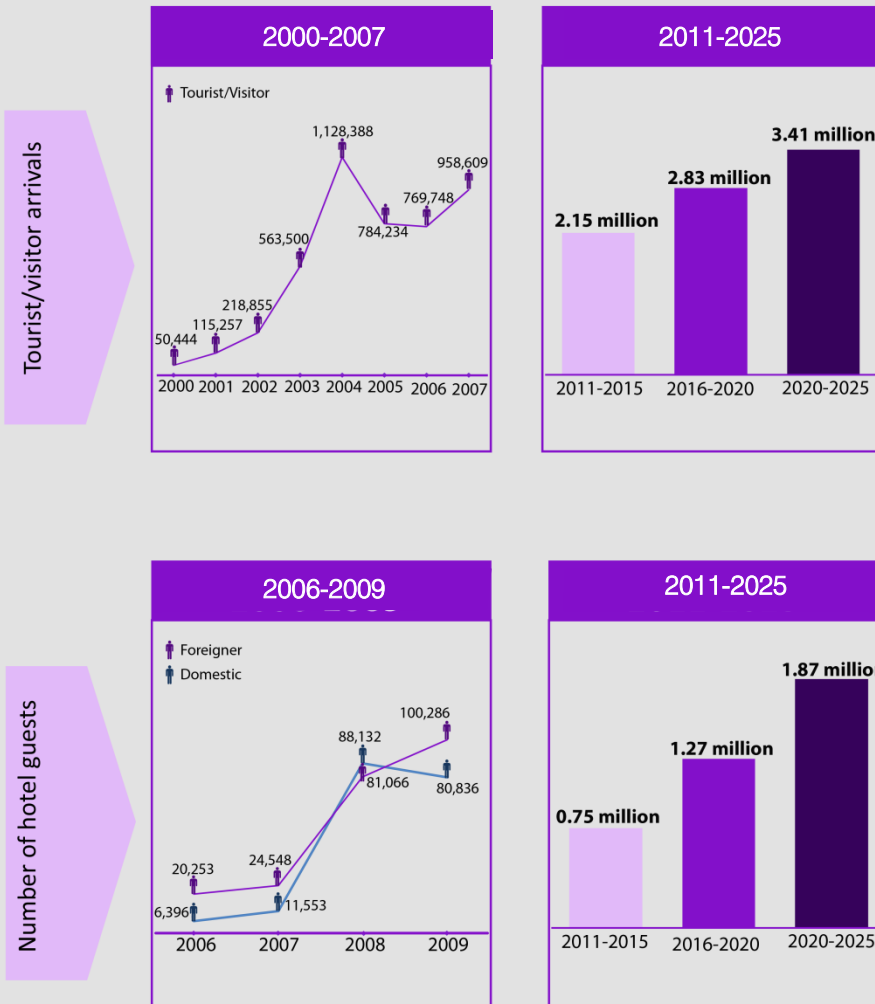 2000-2007
2011-2025
Tourist/visitor arrivals
Tourist/Visitor
1,128,388
958,609
769,748
784,234
563,500
218,855
115,257
50,444
2000 2001 2002 2003 2004 2005 2006 2007
3.41 million
2.83 million
2.15 million
2011-2015 2016-2020 2020-2025
2006-2009
2011-2025
Number of hotel guests
Foreigner
Domestic
100,286
88,132
81,066
80,836
20,253
24,548
6,396
11,553
2006 2007 2008 2009
1.87 millio
1.27 million
0.75 million
2011-2015 2016-2020 2020-2025